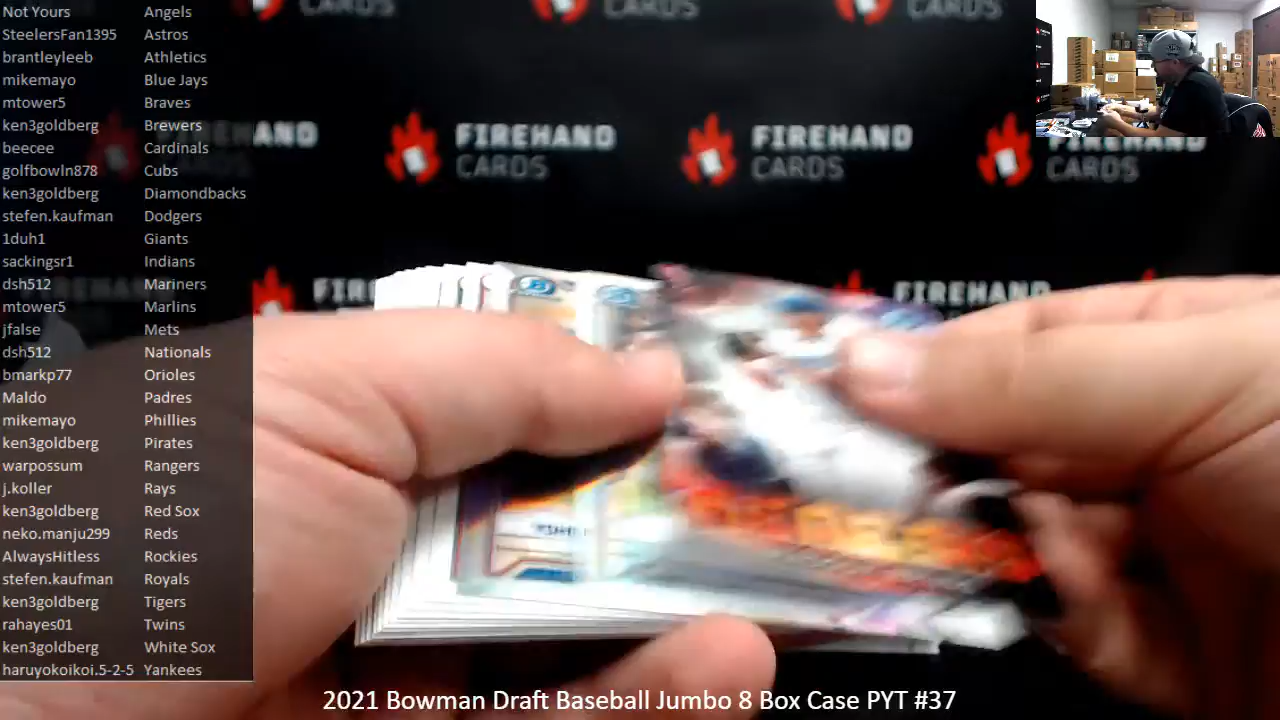 Not Yours Angels
SteelersFan1395 Astros
brantleyleeb Athletics
mikemayo Blue Jays
mtower5 Braves
ken3goldberg Brewers
beecee Cardinals
golfbowln878 Cubs
ken3goldberg Diamondbacks
stefen.kaufman Dodgers
1duh1 Giants
sackingsr1 Indians
dsh512 Mariners
mtower5 Marlins
jfalse Mets
dsh512 Nationals
bmarkp77 Orioles
Maldo Padres
mikemayo Phillies
ken3goldberg Pirates
warpossum Rangers
j.koller Rays
ken3goldberg Red Sox
neko.manju299 Reds
AlwaysHitless Rockies
stefen.kaufman Royals
ken3goldberg Tigers
rahayes01 Twins
ken3goldberg White Sox
haruyokoikoi.5-2-5 Yankees
CARDS CARDS CARDS
FIREHAND FIREHAND FIREHAND
CARDS CARDS CARDS
FIREHAND
2021 Bowman Draft Baseball Jumbo 8 Box Case PYT #37